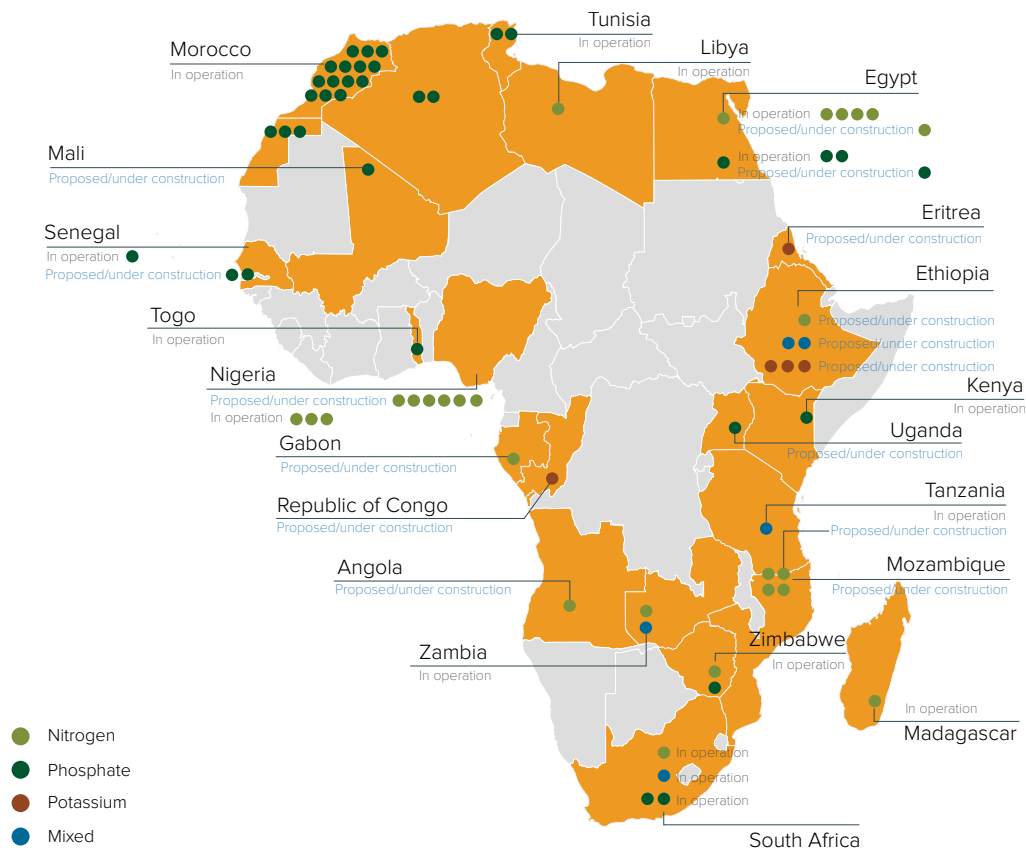 Tunisia
In operation
Morocco
In operation
Libya
In operation
Egypt
In operation
Proposed/under construction
In operation
Proposed/under construction
Mali
Proposed/under construction
Senegal
In operation
Proposed/under construction
Eritrea
Proposed/under construction
Ethiopia
Proposed/under construction
Proposed/under construction
Proposed/under construction
Togo
In operation
Nigeria
Proposed/under construction
In operation
Kenya
In operation
Uganda
Proposed/under construction
Gabon
Proposed/under construction
Republic of Congo
Proposed/under construction
Tanzania
In operation
Proposed/under construction
Mozambique
Proposed/under construction
Angola
Proposed/under construction
Zambia
In operation
Zimbabwe
In operation
In operation
Madagascar
In operation
In operation
In operation
South Africa
Nitrogen
Phosphate
Potassium
Mixed